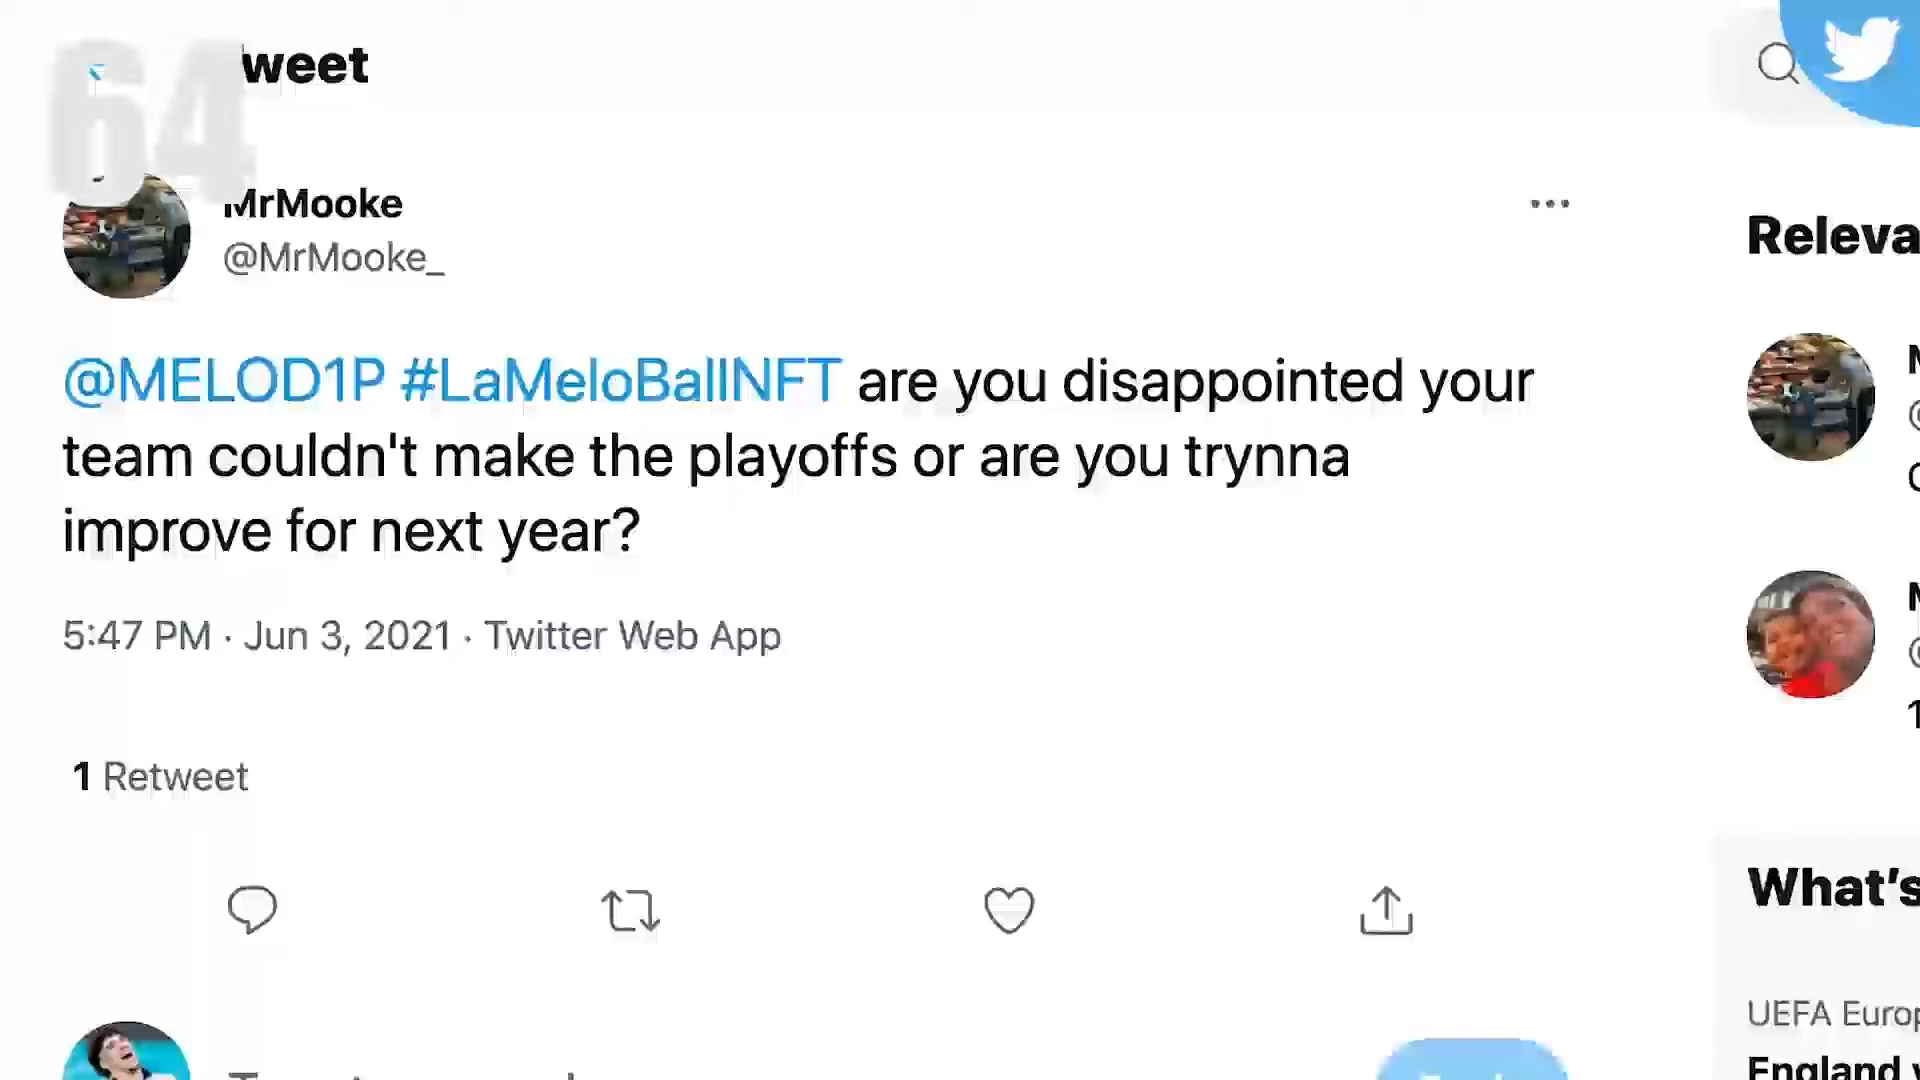 64
weet
MrMooke
@MrMooke_
@MELOD1P #LaMeloBallNFT are you disappointed your
team couldn't make the playoffs or are you trynna
improve for next year?
5:47 PM · Jun 3, 2021 · Twitter Web App
1 Retweet
Releva
What's
UEFA Europ
England v